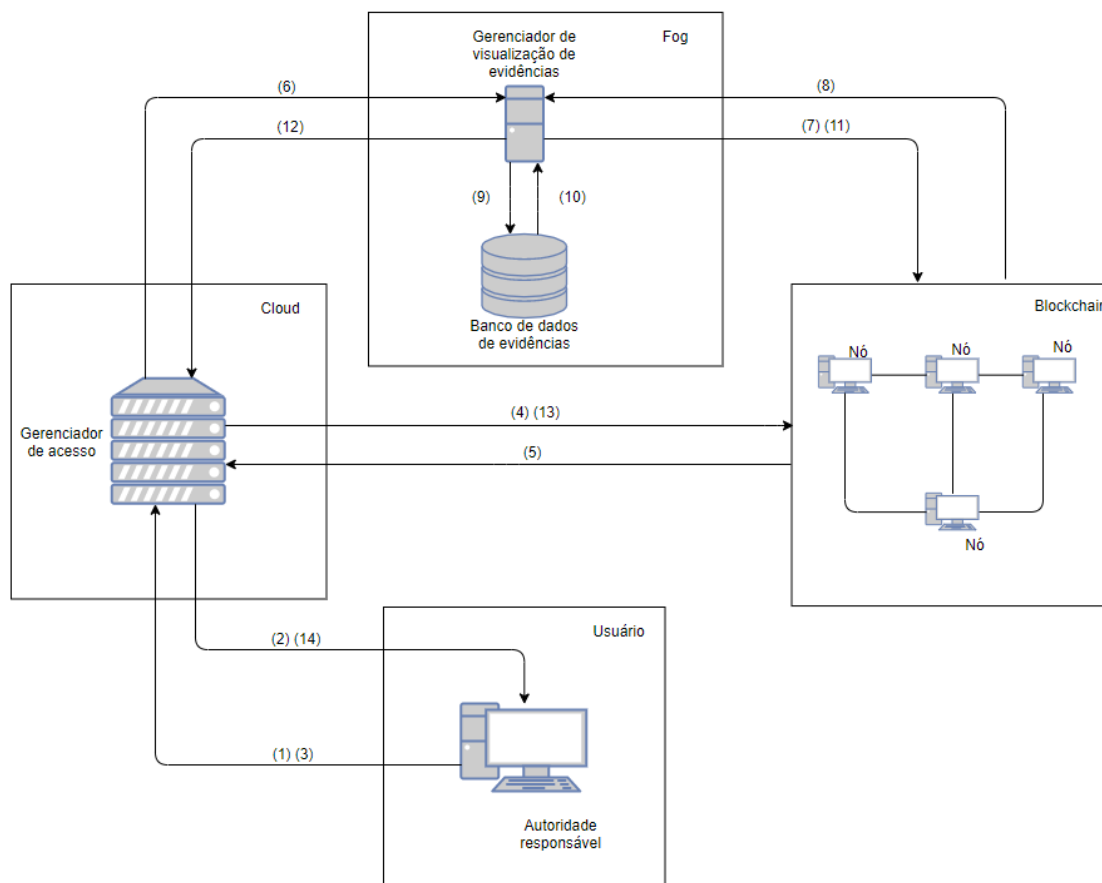 Gerenciador de
visualização de
evidências
Fog
(6)
(8)
(12)
(7) (11)
(9)
(10)
Banco de dados
de evidências
Cloud
Blockchain
Nó
Nó
Nó
Nó
Gerenciador
de acesso
(4) (13)
(5)
(2) (14)
Usuário
(1) (3)
Autoridade
responsável